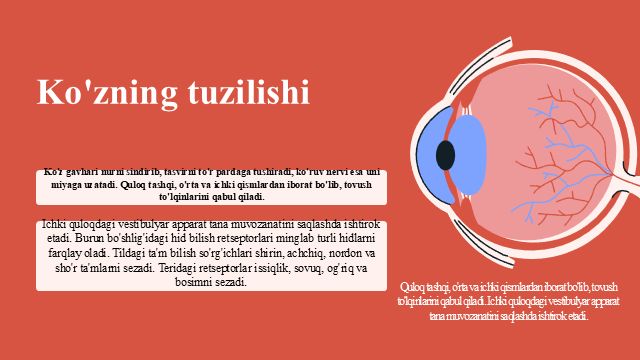 Ko'zning tuzilishi
Ko'z gavhari nurni sindirib, tasvirni to'r pardaga tushiradi, ko'ruv nervi esa uni
miyaga uzatadi. Quloq tashqi, o'rta va ichki qismlardan iborat bo'lib, tovush
to'lqinlarini qabul qiladi.
Ichki quloqdagi vestibulyar apparat tana muvozanatini saqlashda ishtirok
etadi. Burun bo'shlig'idagi hid bilish retseptorlari minglab turli hidlarni
farqlay oladi. Tildagi ta'm bilish so'rg'ichlari shirin, achchiq, nordon va
sho'r ta'mlarni sezadi. Teridagi retseptorlar issiqlik, sovuq, og'riq va
bosimni sezadi.
Quloq tashqi, o'rta va ichki qismlardan iborat bo'lib, tovush
to'lqinlarini qabul qiladi. Ichki quloqdagi vestibulyar apparat
tana muvozanatini saqlashda ishtirok etadi.